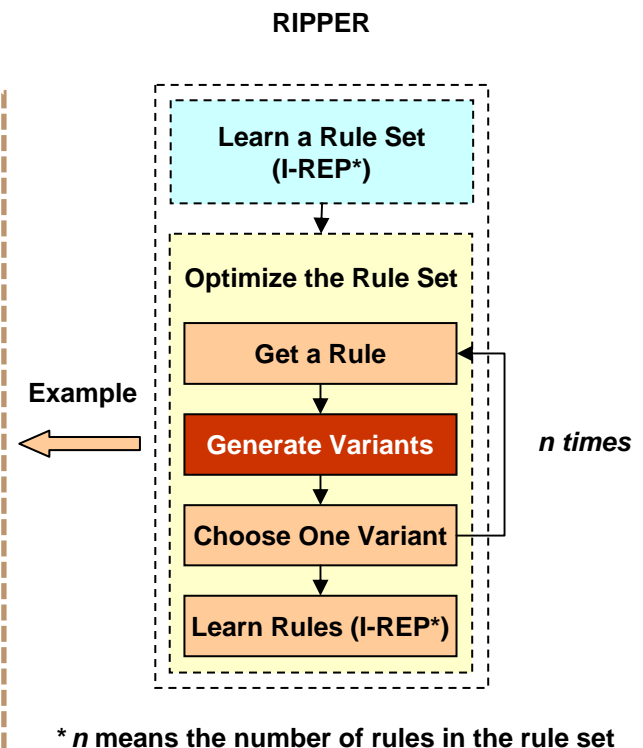 RIPPER
Learn a Rule Set
(I-REP*)
Optimize the Rule Set
Get a Rule
Example
Generate Variants
n times
Choose One Variant
Learn Rules (I-REP*)
* n means the number of rules in the rule set